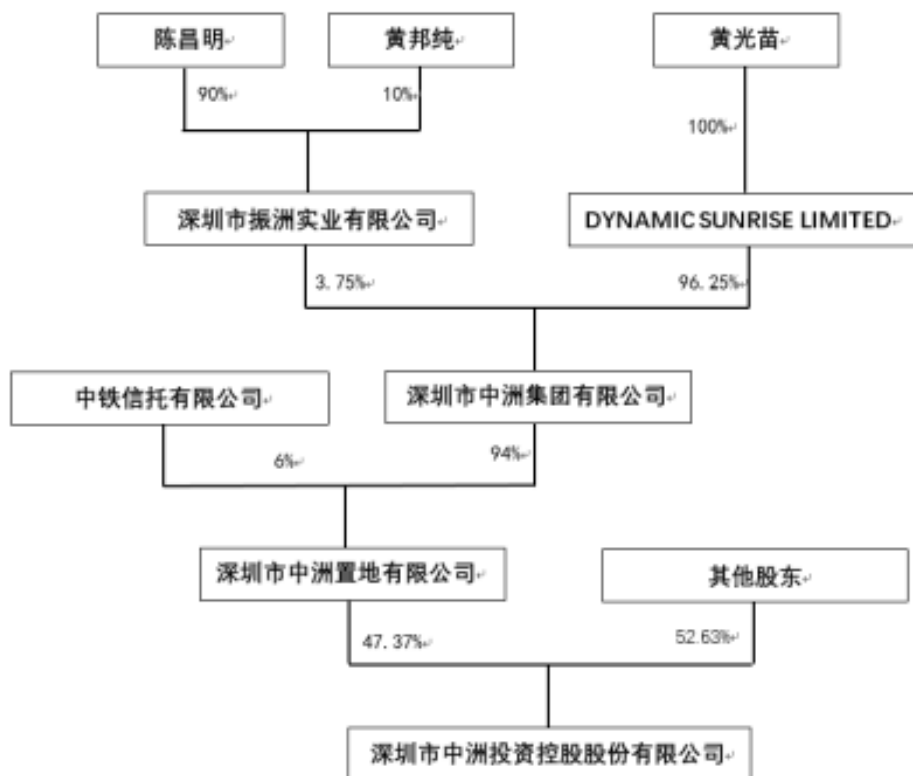 陈昌明
黄邦纯
黄光苗
90%
10%
100%
深圳市振洲实业有限公司
DYNAMIC SUNRISE LIMITED
3.75%
96.25%
中铁信托有限公司
深圳市中洲集团有限公司
6%
94%
深圳市中洲置地有限公司
其他股东
47.37%
52.63%
深圳市中洲投资控股股份有限公司